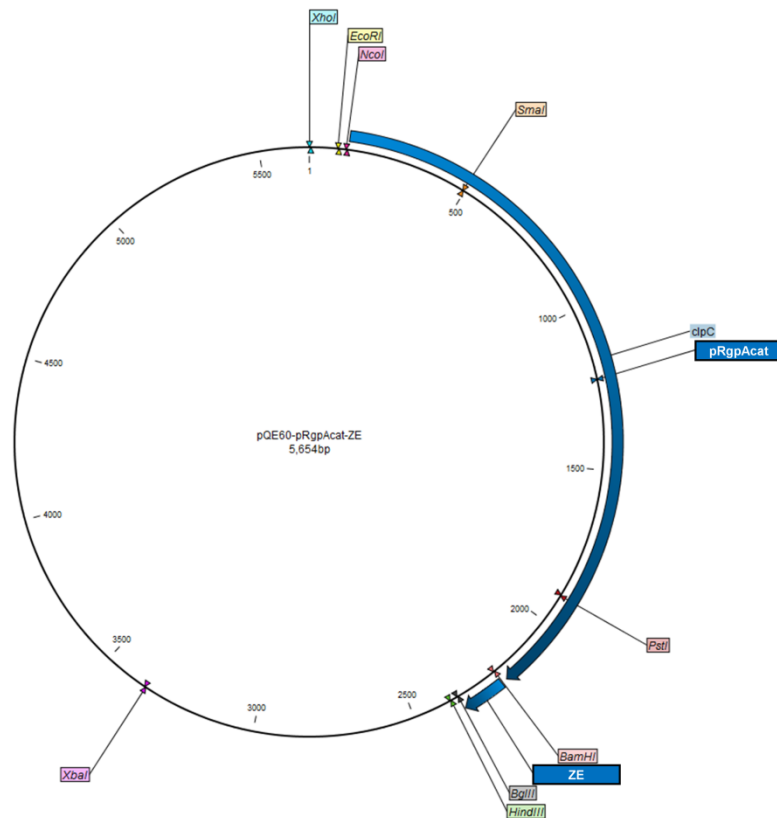 XhoI
EcoRI
NcoI
SmaI
5500
1
500
5000
1000
clpC
pRgpAcat
4500
pQE60-pRgpAcat-ZE
5,654bp
1500
4000
2000
PstI
3500
2500
3000
BamHI
XbaI
ZE
BglII
HindIII